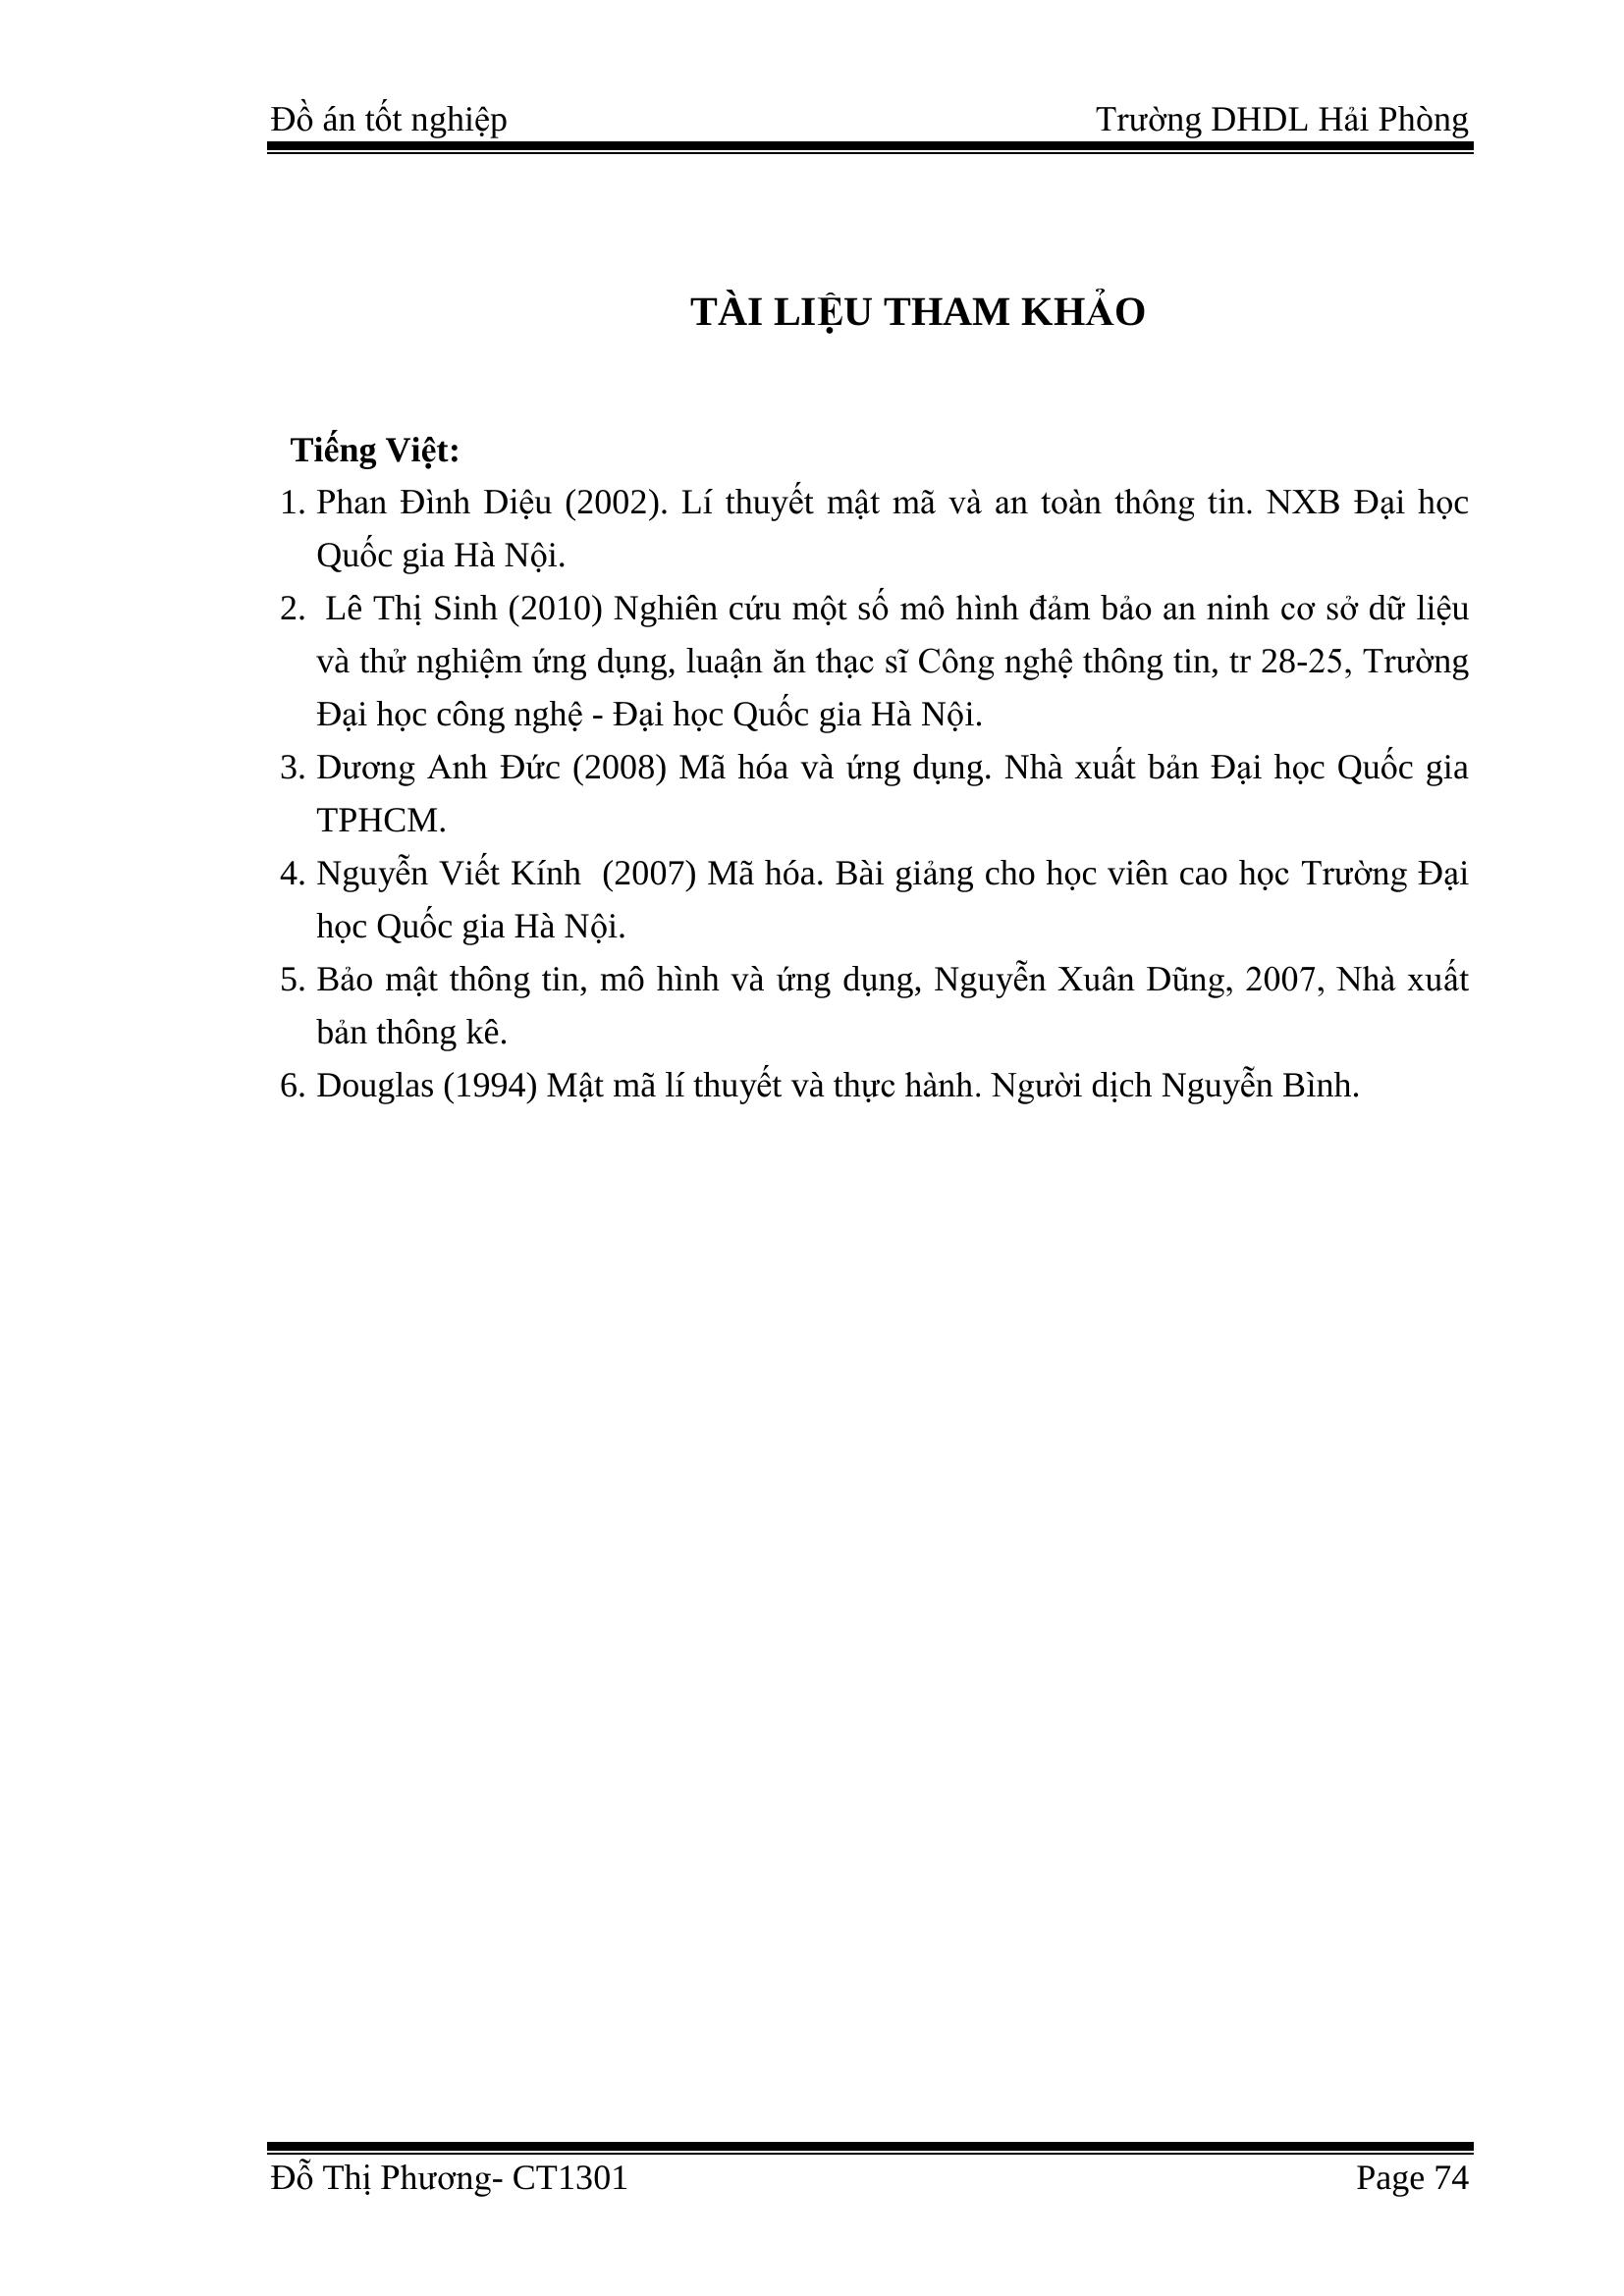 Đồ án tốt nghiệp Trường DHDL Hải Phòng
TÀI LIỆU THAM KHẢO
Tiếng Việt:
1. Phan Đình Diệu (2002). Lí thuyết mật mã và an toàn thông tin. NXB Đại học
Quốc gia Hà Nội.
2. Lê Thị Sinh (2010) Nghiên cứu một số mô hình đảm bảo an ninh cơ sở dữ liệu
và thử nghiệm ứng dụng, luaận ăn thạc sĩ Công nghệ thông tin, tr 28-25, Trường
Đại học công nghệ - Đại học Quốc gia Hà Nội.
3. Dương Anh Đức (2008) Mã hóa và ứng dụng. Nhà xuất bản Đại học Quốc gia
TPHCM.
4. Nguyễn Viết Kính (2007) Mã hóa. Bài giảng cho học viên cao học Trường Đại
học Quốc gia Hà Nội.
5. Bảo mật thông tin, mô hình và ứng dụng, Nguyễn Xuân Dũng, 2007, Nhà xuất
bản thông kê.
6. Douglas (1994) Mật mã lí thuyết và thực hành. Người dịch Nguyễn Bình.
Đỗ Thị Phương- CT1301 Page 74